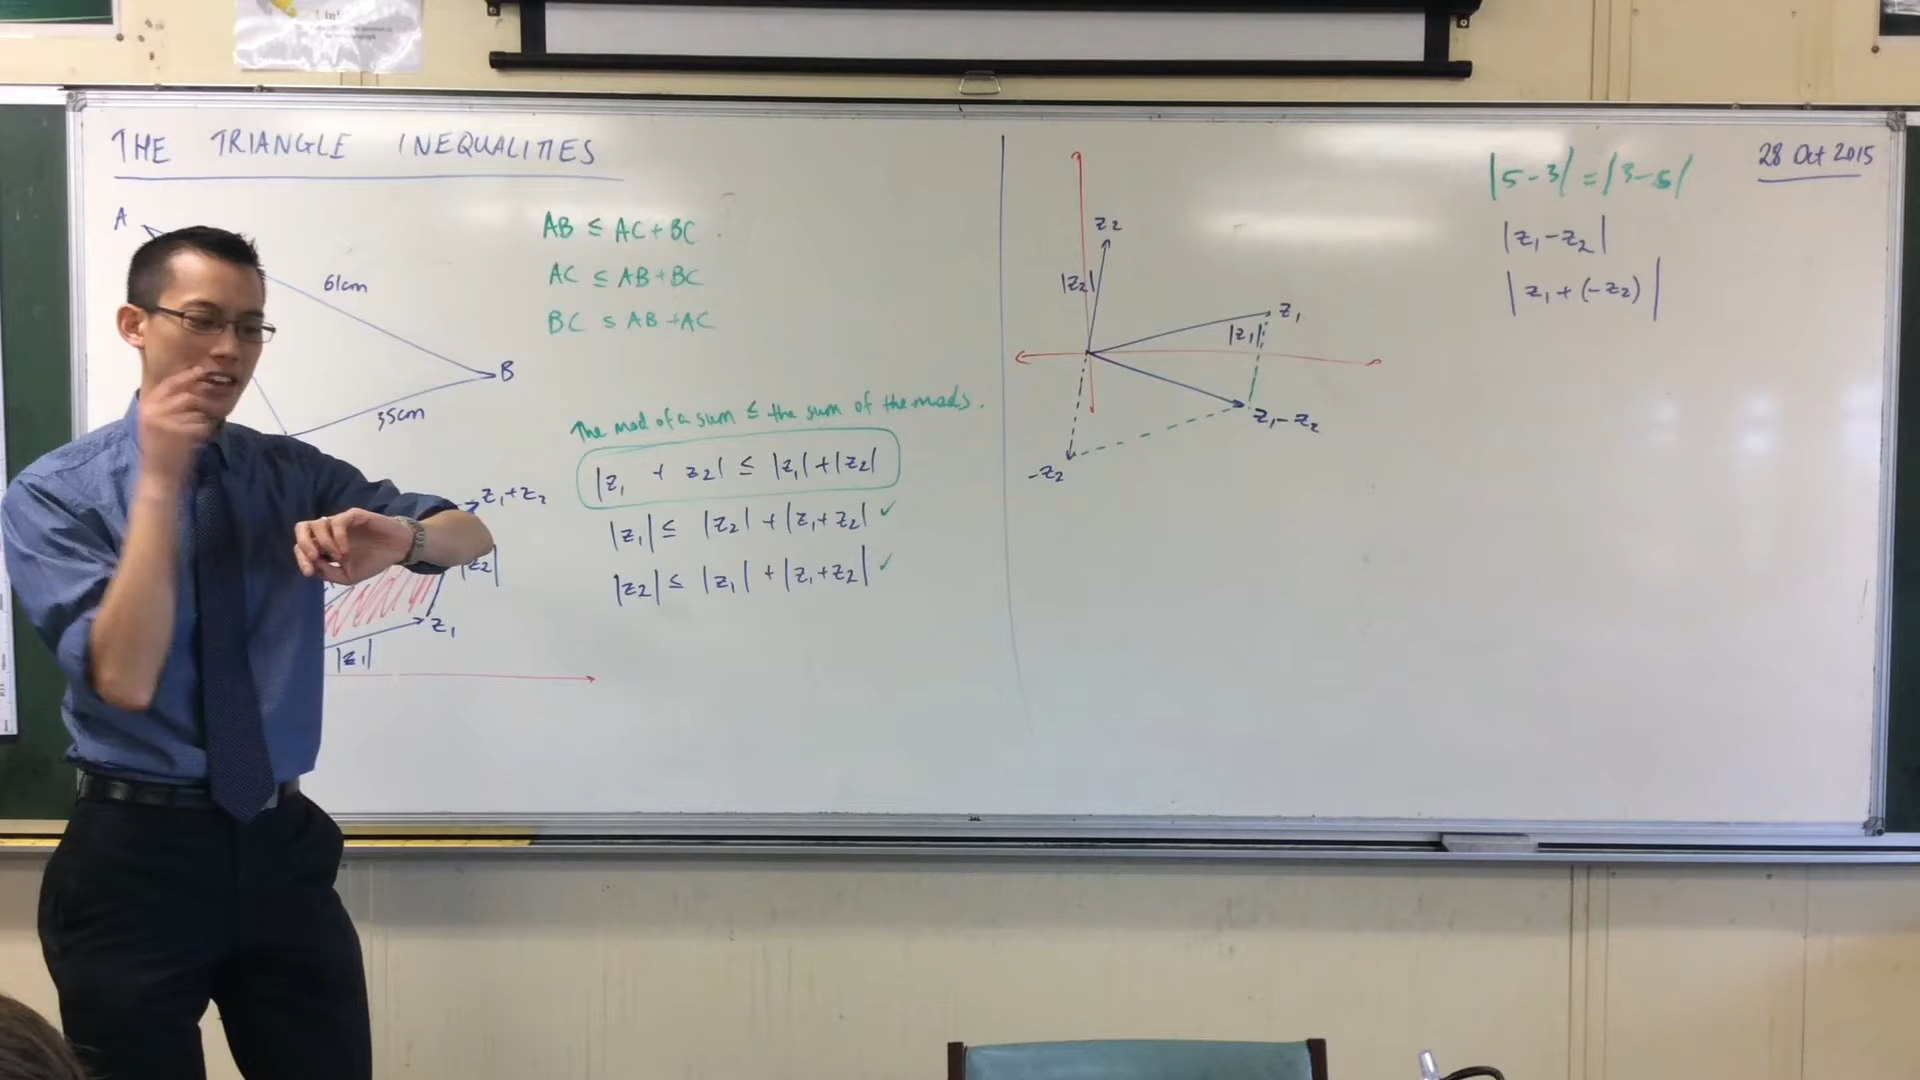 THE TRIANGLE INEQUALITIES
A
61cm
B
35cm
AB ≤ AC + BC
AC ≤ AB + BC
BC ≤ AB + AC
The mod of a sum ≤ the sum of the mods.
|z₁ + z₂| ≤ |z₁| + |z₂|
|z₁| ≤ |z₂| + |z₁ + z₂| ✓
|z₂| ≤ |z₁| + |z₁ + z₂| ✓
z₁ + z₂
|z₂|
z₁
|z₁|
z₂
|z₂|
z₁
|z₁|
z₁ - z₂
-z₂
|5 - 3| = |3 - 5|
|z₁ - z₂|
|z₁ + (-z₂)|
28 Oct 2015